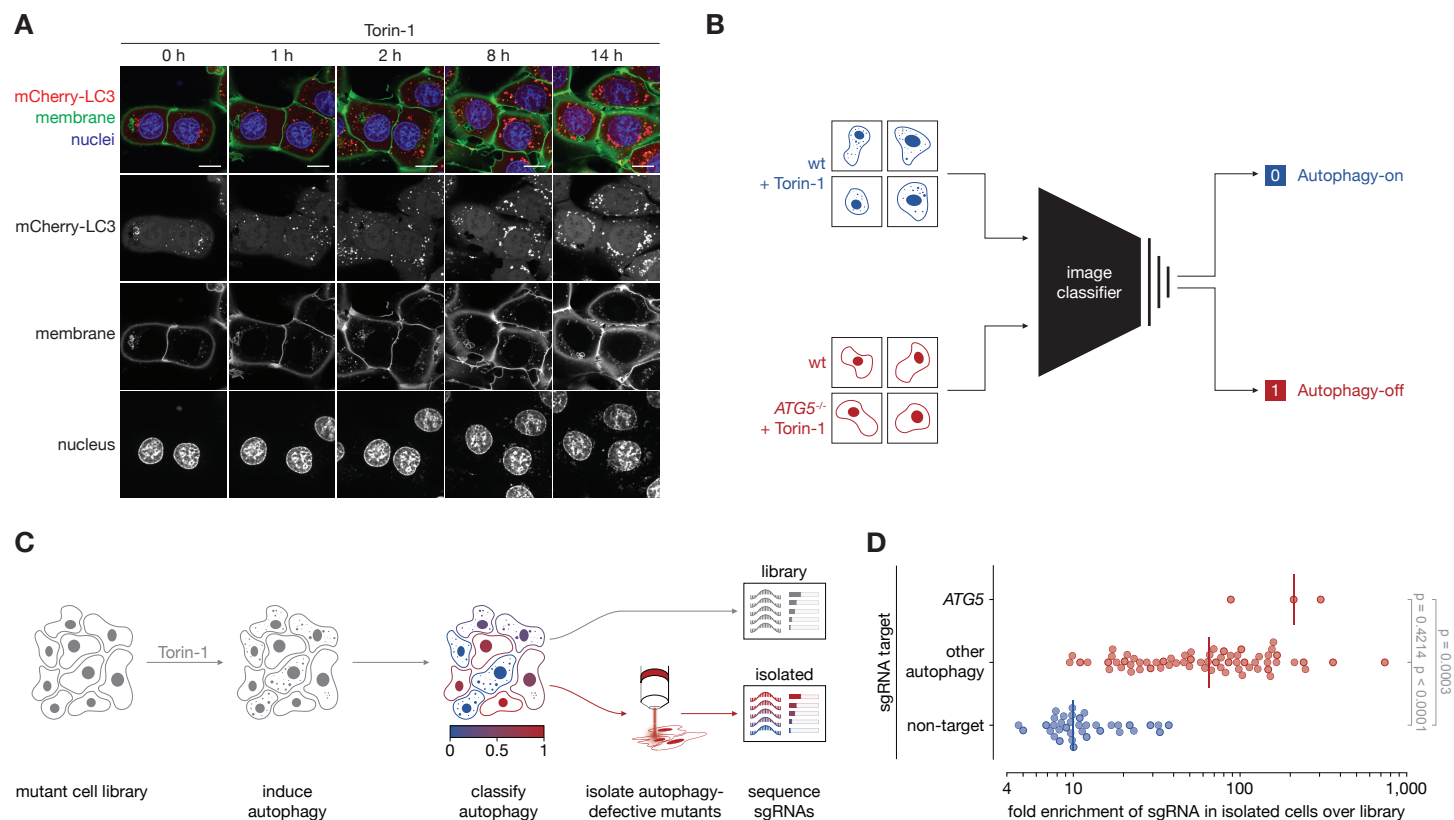 A
Torin-1
0 h
1 h
2 h
8 h
14 h
mCherry-LC3
membrane
nuclei
mCherry-LC3
membrane
nucleus
B
wt
+ Torin-1
wt
ATG5-/-
+ Torin-1
image
classifier
0 Autophagy-on
1 Autophagy-off
C
Torin-1
library
isolated
0
0.5
1
mutant cell library
induce
autophagy
classify
autophagy
isolate autophagy-
defective mutants
sequence
sgRNAs
D
sgRNA target
ATG5
other
autophagy
non-target
p = 0.4214
p < 0.0001
p = 0.0003
4
10
100
1,000
fold enrichment of sgRNA in isolated cells over library